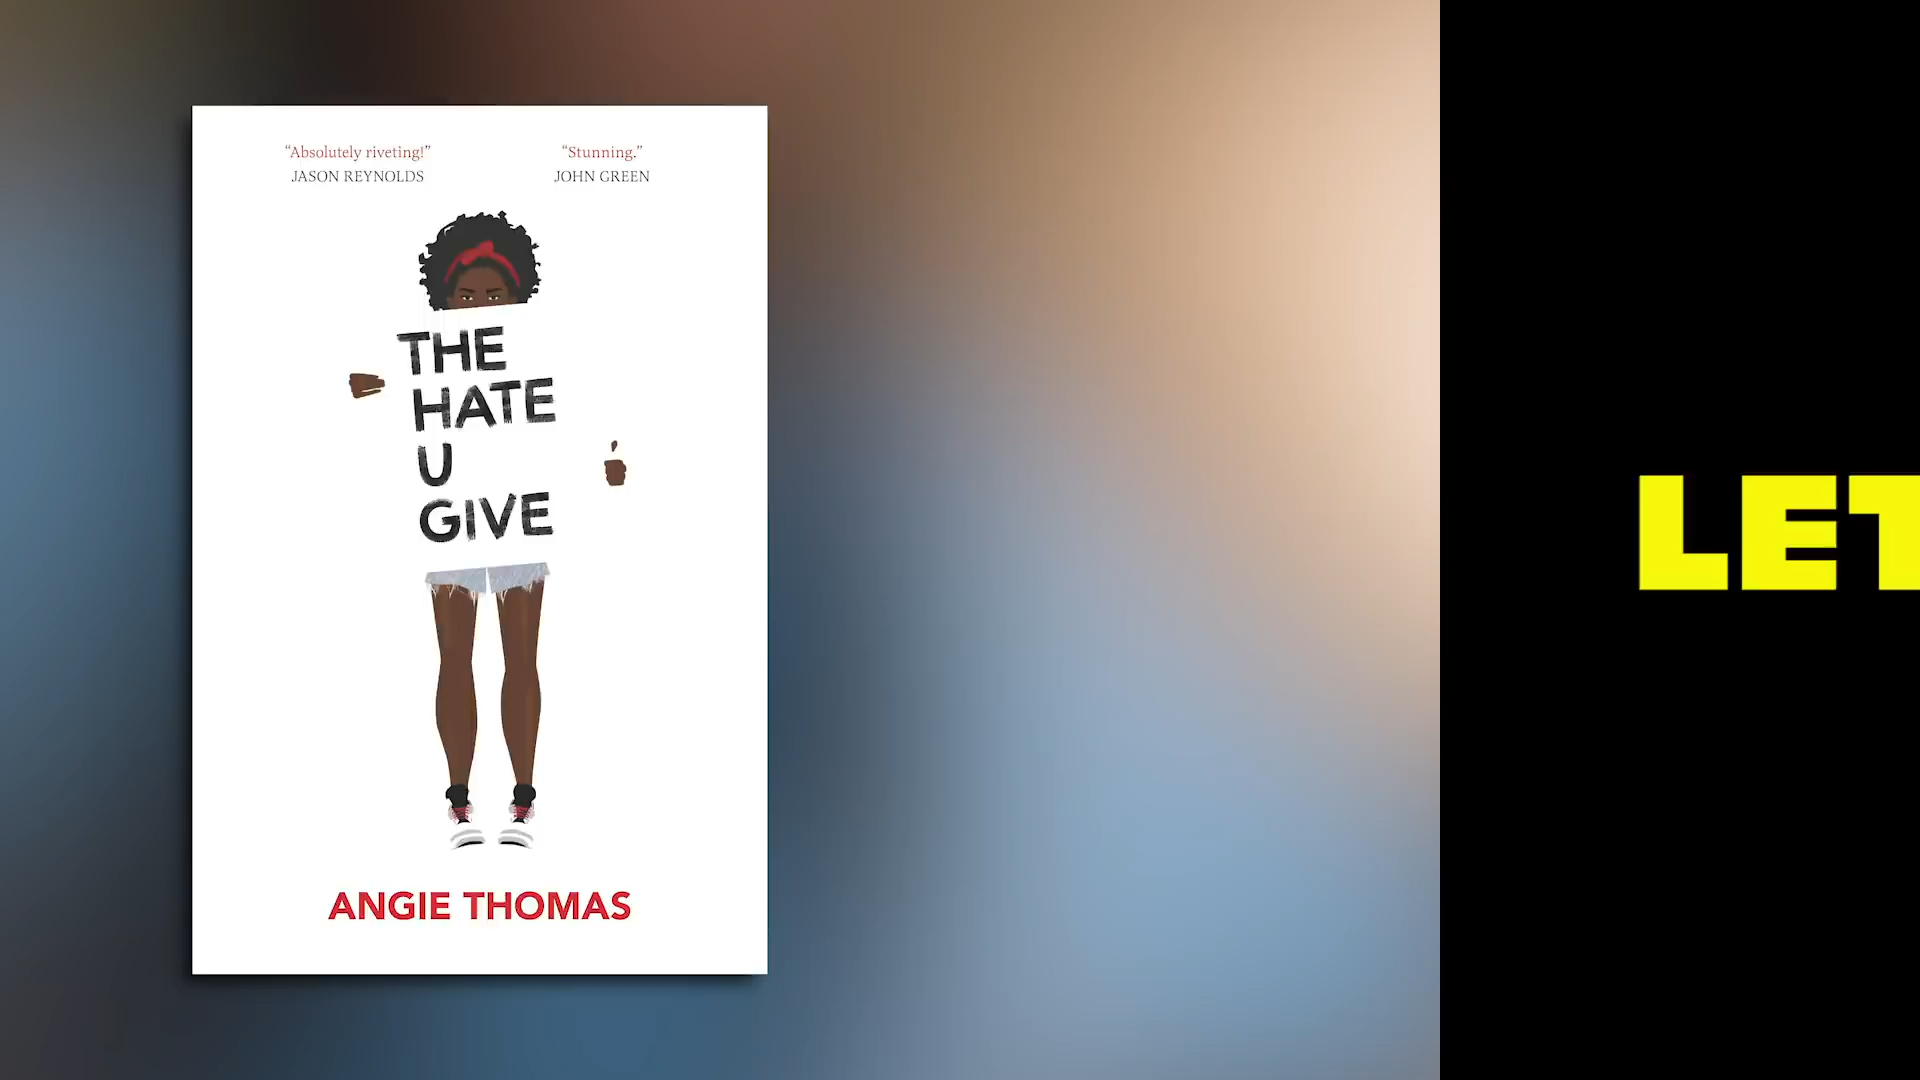 “Absolutely riveting!”
JASON REYNOLDS
“Stunning.”
JOHN GREEN
THE
HATE
U
GIVE
ANGIE THOMAS
LET